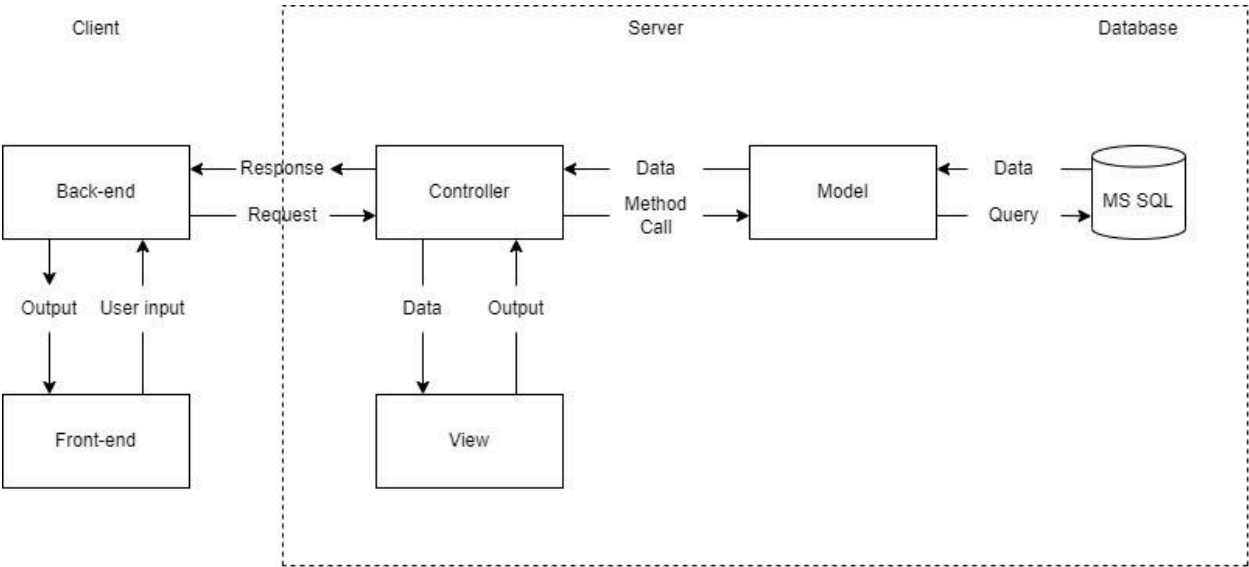 Client
Server
Database
Back-end
Response
Request
Controller
Data
Method
Call
Model
Data
Query
MS SQL
Output
User input
Data
Output
Front-end
View